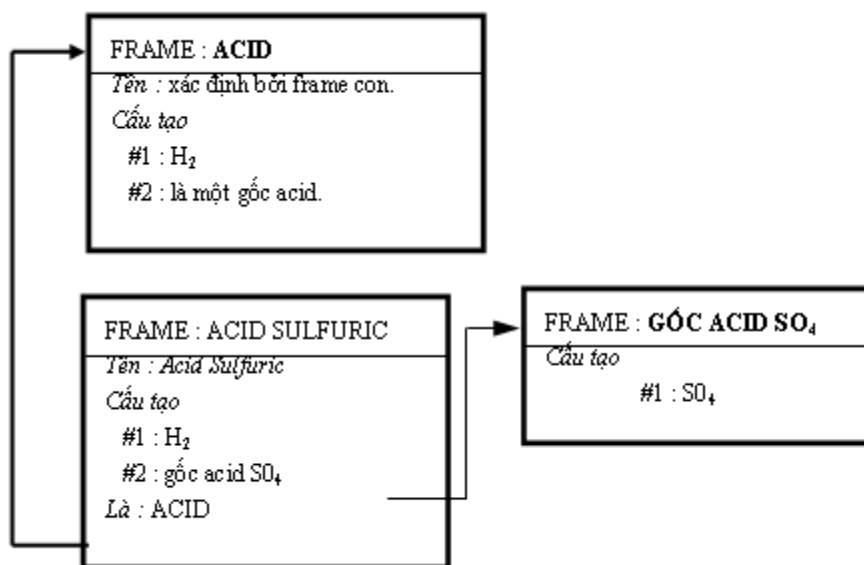 FRAME : ACID
Tên : xác định bởi frame con.
Cấu tạo
#1 : H₂
#2 : là một gốc acid.
FRAME : ACID SULFURIC
Tên : Acid Sulfuric
Cấu tạo
#1 : H₂
#2 : gốc acid S0₄
Là : ACID
FRAME : GỐC ACID SO₄
Cấu tạo
#1 : S0₄